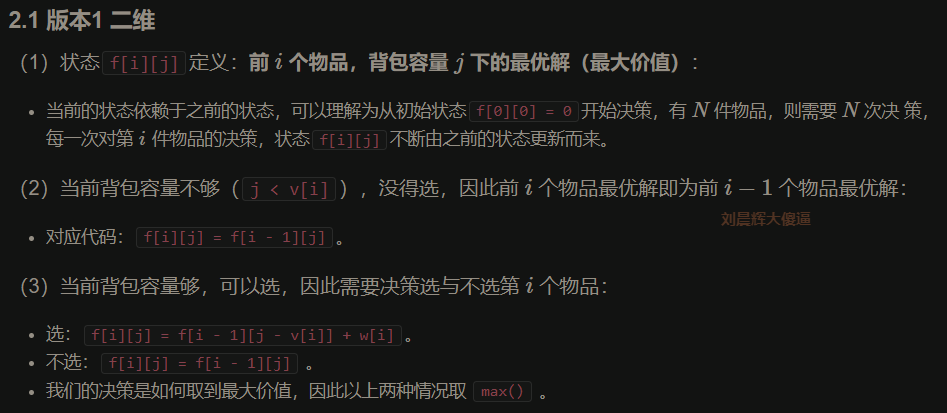 2.1 版本1 二维
（1）状态 f[i][j] 定义：前 i 个物品，背包容量 j 下的最优解（最大价值）:
• 当前的状态依赖于之前的状态，可以理解为从初始状态 f[0][0] = 0 开始决策，有 N 件物品，则需要 N 次决 策，
每一次对第 i 件物品的决策，状态 f[i][j] 不断由之前的状态更新而来。
（2）当前背包容量不够（ j < v[i] ），没得选，因此前 i 个物品最优解即为前 i − 1 个物品最优解：
刘晨辉大傻逼
• 对应代码： f[i][j] = f[i - 1][j] 。
（3）当前背包容量够，可以选，因此需要决策选与不选第 i 个物品：
• 选： f[i][j] = f[i - 1][j - v[i]] + w[i] 。
• 不选： f[i][j] = f[i - 1][j] 。
• 我们的决策是如何取到最大价值，因此以上两种情况取 max() 。